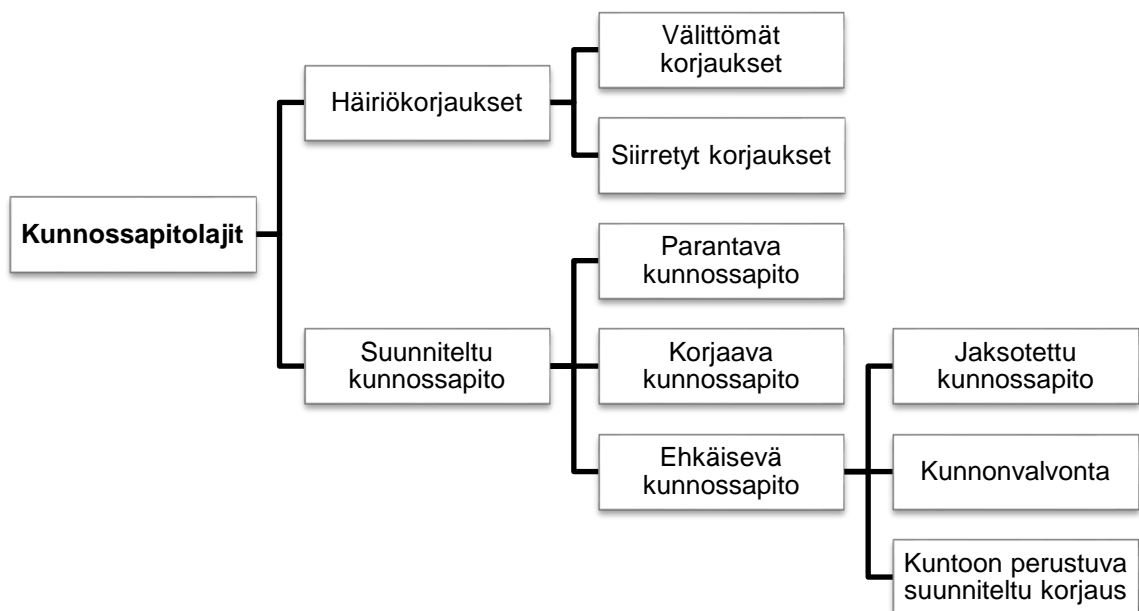 Välittömät
korjaukset
Häiriökorjaukset
Siirretyt korjaukset
Kunnossapitolajit
Parantava
kunnossapito
Suunniteltu
kunnossapito
Korjaava
kunnossapito
Jaksotettu
kunnossapito
Ehkäisevä
kunnossapito
Kunnonvalvonta
Kuntoon perustuva
suunniteltu korjaus